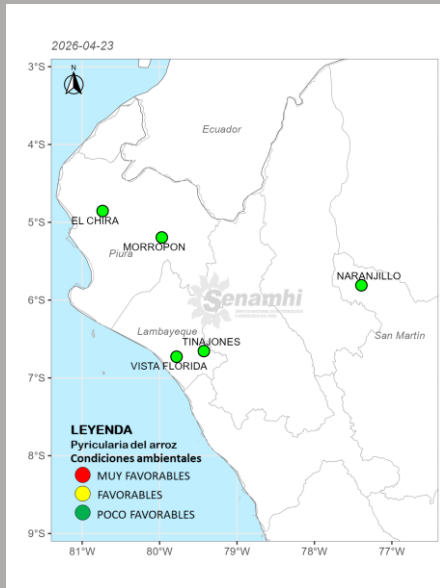 2026-04-23
3°S
N
4°S
Ecuador
5°S
EL CHIRA
MORROPON
Piura
6°S
NARANJILLO
Senamhi
Lambayeque
San Martín
TINAJONES
VISTA FLORIDA
7°S
LEYENDA
Pyricularia del arroz
Condiciones ambientales
8°S
MUY FAVORABLES
FAVORABLES
POCO FAVORABLES
9°S
81°W 80°W 79°W 78°W 77°W